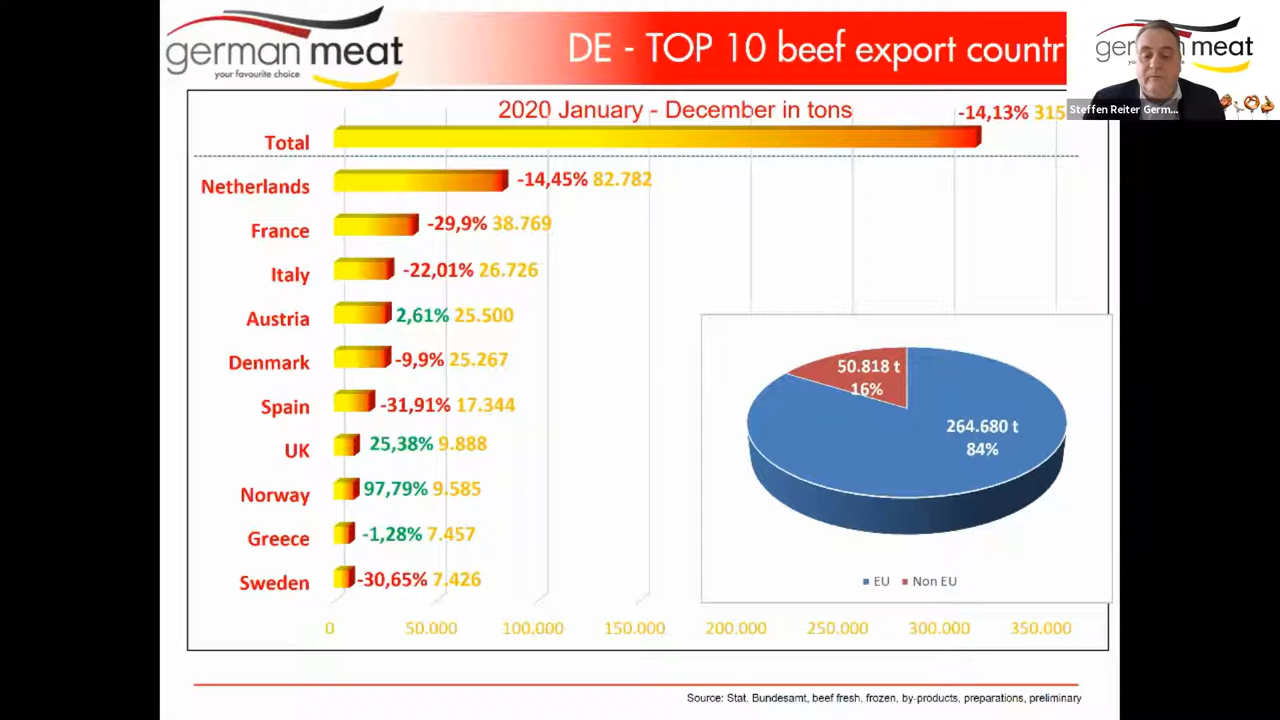 german meat
your favourite choice
DE - TOP 10 beef export
german meat
Steffen Reiter Germ...
2020 January - December in tons
Total -14,13% 315
Netherlands -14,45% 82.782
France -29,9% 38.769
Italy -22,01% 26.726
Austria 2,61% 25.500
Denmark -9,9% 25.267
Spain -31,91% 17.344
UK 25,38% 9.888
Norway 97,79% 9.585
Greece -1,28% 7.457
Sweden -30,65% 7.426
0 50.000 100.000 150.000 200.000 250.000 300.000 350.000
50.818 t
16%
264.680 t
84%
EU Non EU
Source: Stat. Bundesamt, beef fresh, frozen, by-products, preparations, preliminary